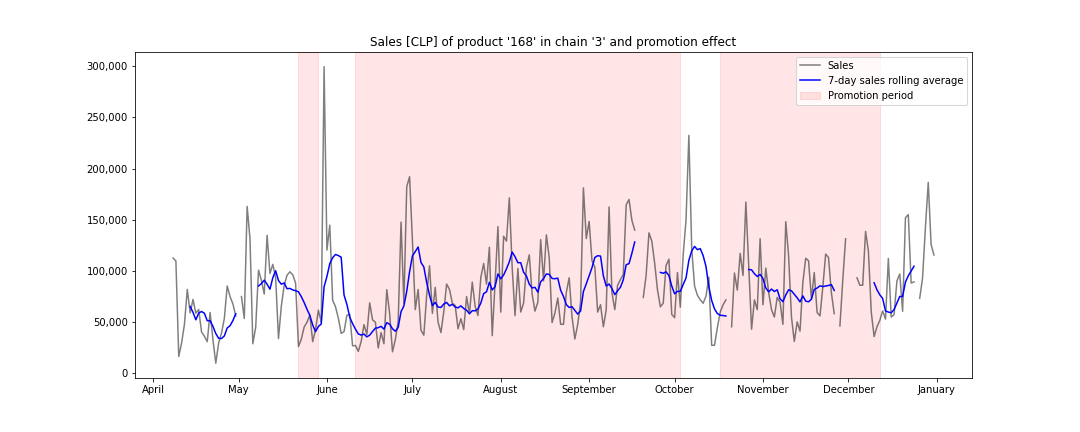 Sales [CLP] of product '168' in chain '3' and promotion effect
300,000
250,000
200,000
150,000
100,000
50,000
0
Sales
7-day sales rolling average
Promotion period
April
May
June
July
August
September
October
November
December
January